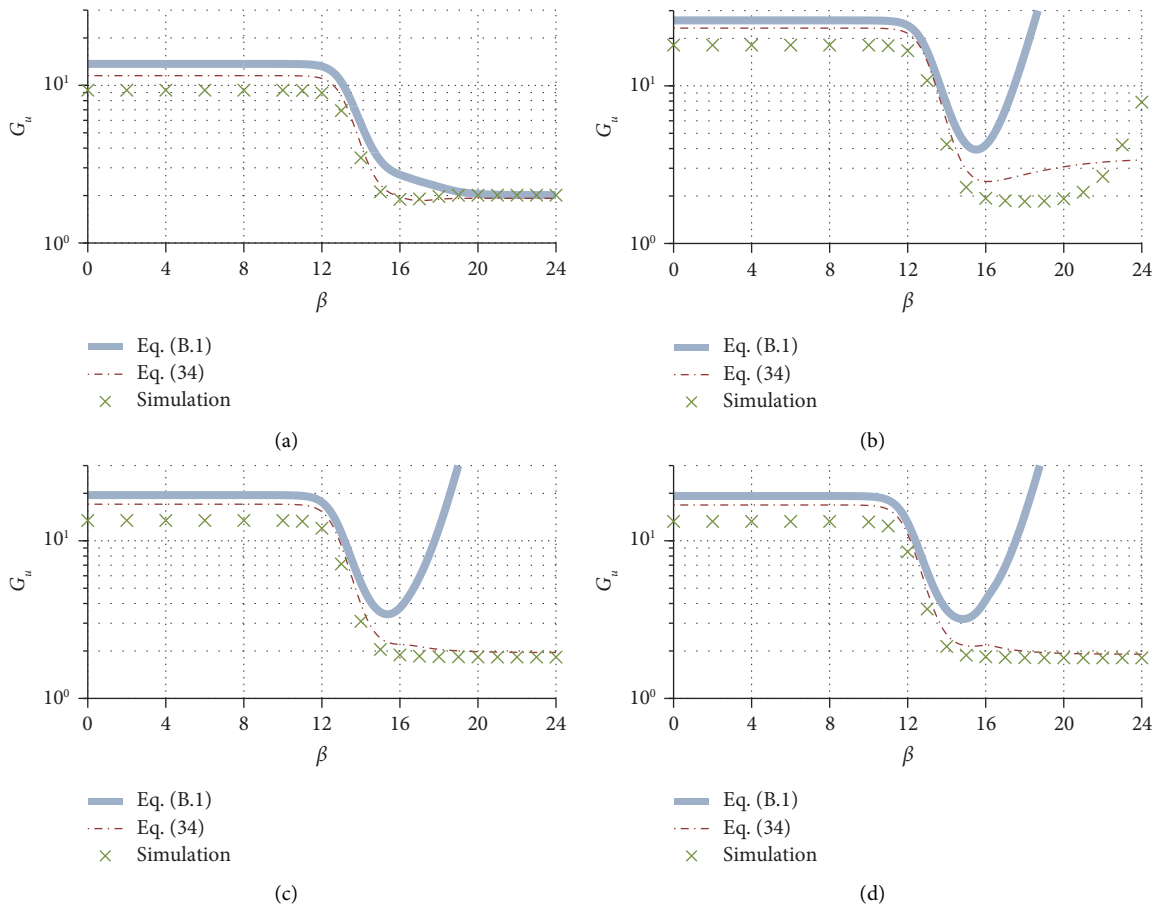 10¹
G_u
10⁰
0 4 8 12 16 20 24
β
Eq. (B.1)
Eq. (34)
Simulation
(a)
10¹
G_u
10⁰
0 4 8 12 16 20 24
β
Eq. (B.1)
Eq. (34)
Simulation
(b)
10¹
G_u
10⁰
0 4 8 12 16 20 24
β
Eq. (B.1)
Eq. (34)
Simulation
(c)
10¹
G_u
10⁰
0 4 8 12 16 20 24
β
Eq. (B.1)
Eq. (34)
Simulation
(d)